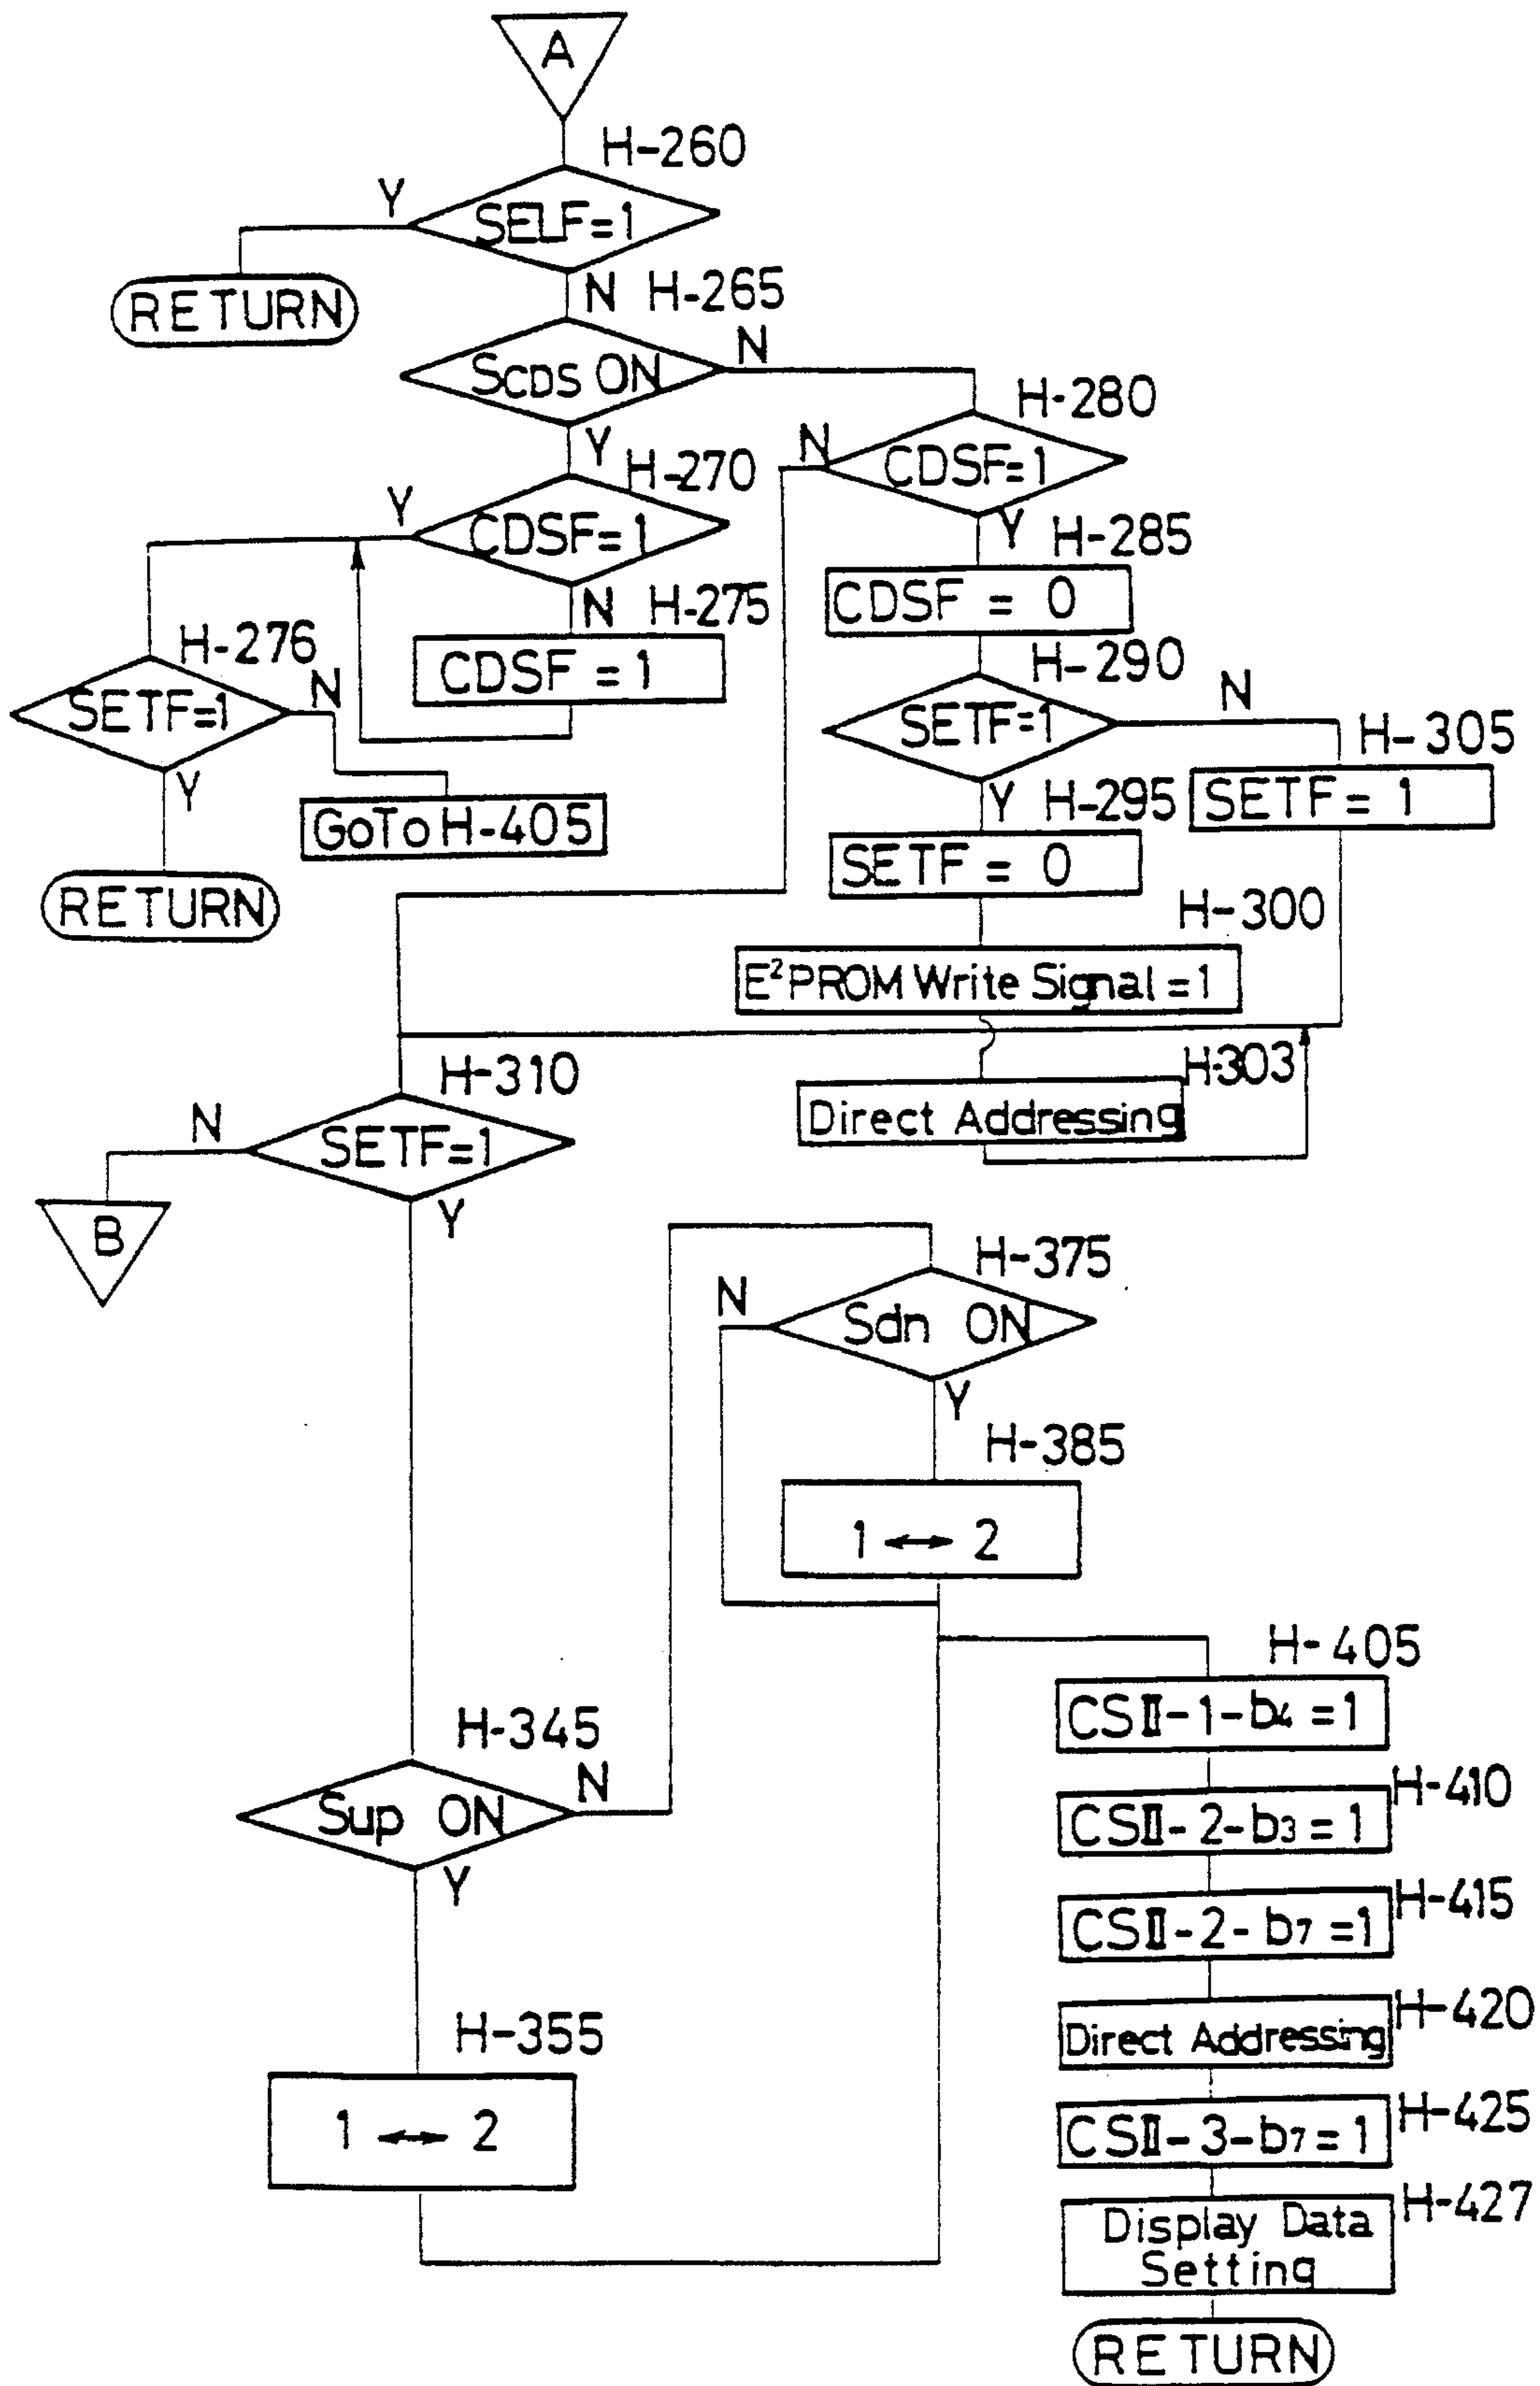 A
H-260
Y
SELF=1
RETURN
N H-265
SCDS ON
N
H-280
Y
H-270
N
CDSF=1
Y
CDSF=1
Y H-285
CDSF = 0
N H-275
CDSF = 1
H-276
SETF=1
N
H-290
SETF=1
N
H-305
SETF = 1
Y
GoTo H-405
Y H-295
SETF = 0
RETURN
H-300
E²PROM Write Signal=1
H-303
Direct Addressing
H-310
N
SETF=1
Y
B
H-375
N
Sdn ON
Y
H-385
1 ↔ 2
H-405
CSII-1-b4=1
H-345
Sup ON
N
Y
H-410
CSII-2-b3=1
H-415
CSII-2-b7=1
H-420
Direct Addressing
H-355
1 ↔ 2
H-425
CSII-3-b7=1
H-427
Display Data
Setting
RETURN